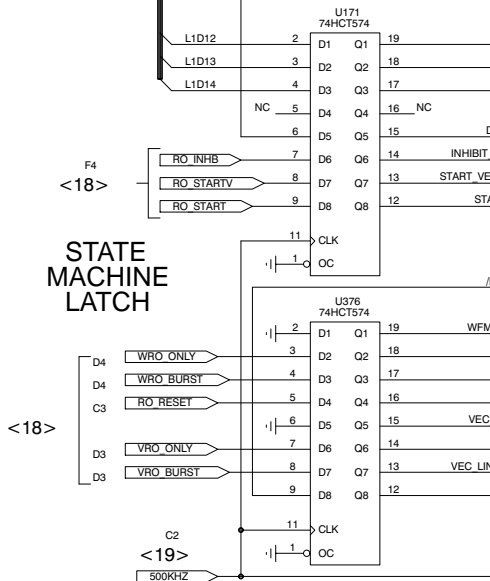 U171
74HCT574
L1D12 2 D1 Q1 19
L1D13 3 D2 Q2 18
L1D14 4 D3 Q3 17
NC 5 D4 Q4 16 NC
6 D5 Q5 15 D
RO_INHB 7 D6 Q6 14 INHIBIT_
F4
<18>
RO_STARTV 8 D7 Q7 13 START_VE
RO_START 9 D8 Q8 12 STA
11 CLK
1 OC
STATE
MACHINE
LATCH
U376
74HCT574
2 D1 Q1 19 WFM
D4 WRO_ONLY 3 D2 Q2 18
D4 WRO_BURST 4 D3 Q3 17
C3 RO_RESET 5 D4 Q4 16
<18>
6 D5 Q5 15 VEC
D3 VRO_ONLY 7 D6 Q6 14
D3 VRO_BURST 8 D7 Q7 13 VEC_LIN
9 D8 Q8 12
11 CLK
C2
<19>
1 OC
500KHZ